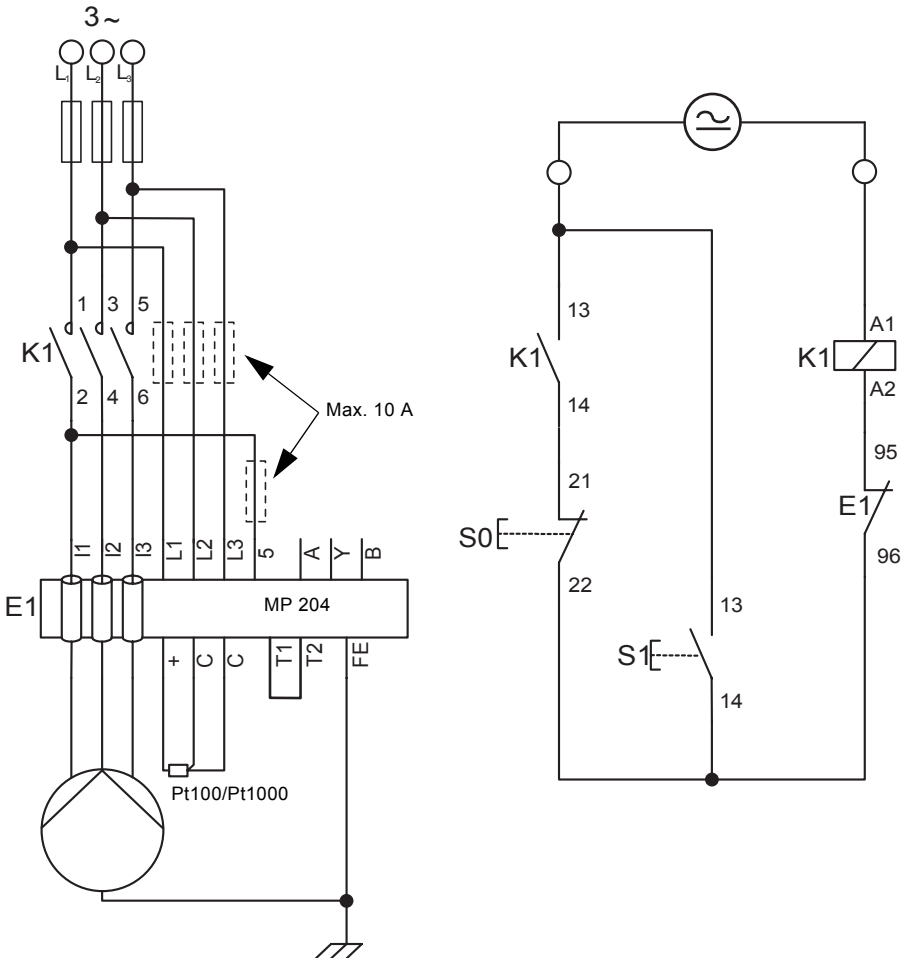 3~
L1 L2 L3
1 3 5
K1
2 4 6
Max. 10 A
I1 I2 I3 L1 L2 L3 5 A Y B
E1 MP 204
+ C C T1 T2 FE
Pt100/Pt1000
13
K1
14
21
S0
22
13
S1
14
A1
K1
A2
95
E1
96